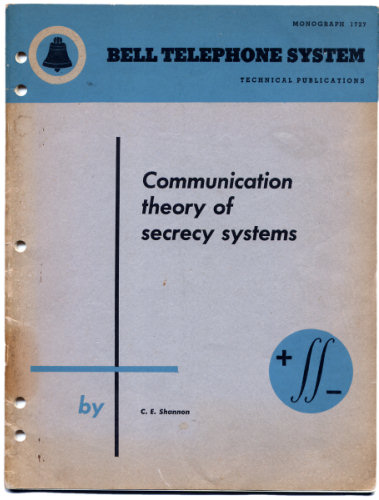 MONOGRAPH 1727
BELL TELEPHONE SYSTEM
TECHNICAL PUBLICATIONS
Communication
theory of
secrecy systems
+ ∫∫ −
by
C. E. Shannon